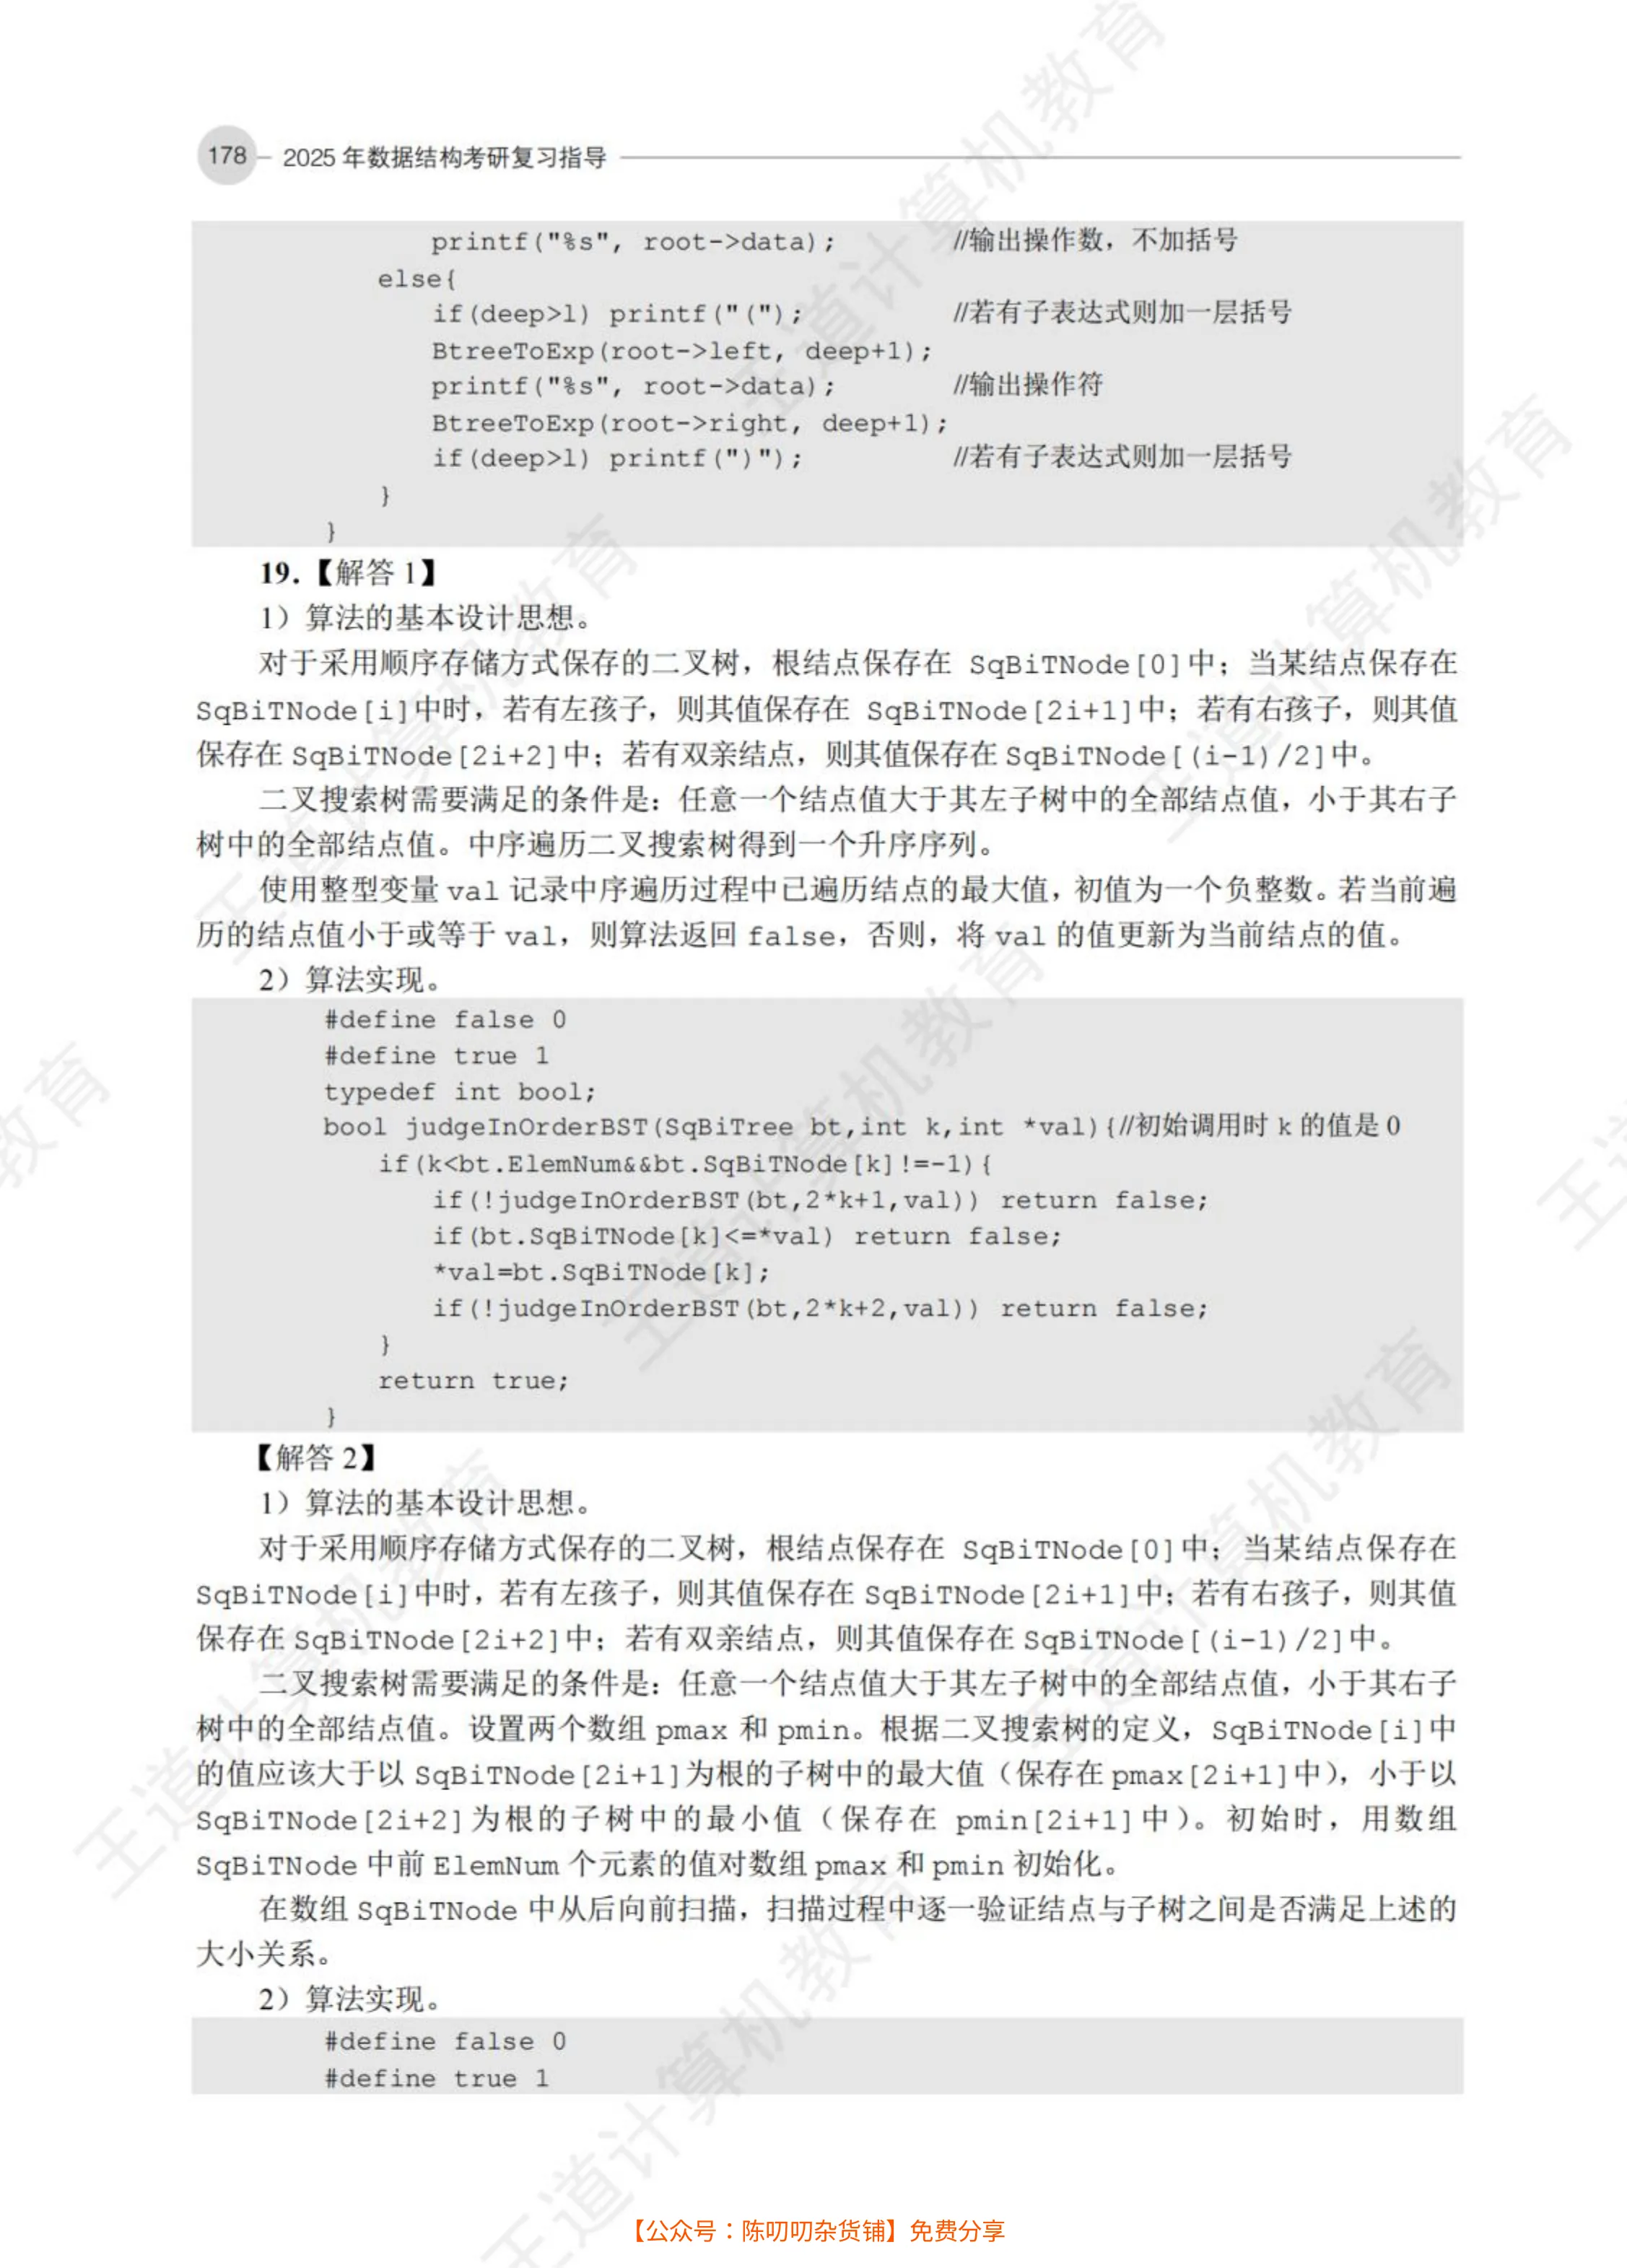 178 2025 年数据结构考研复习指导
printf("%s", root->data); //输出操作数，不加括号
else{
if(deep>1) printf("("); //若有子表达式则加一层括号
BtreeToExp(root->left, deep+1);
printf("%s", root->data); //输出操作符
BtreeToExp(root->right, deep+1);
if(deep>1) printf(")"); //若有子表达式则加一层括号
}
}
19.【解答 1】
1）算法的基本设计思想。
对于采用顺序存储方式保存的二叉树，根结点保存在 SqBiTNode[0]中；当某结点保存在
SqBiTNode[i]中时，若有左孩子，则其值保存在 SqBiTNode[2i+1]中；若有右孩子，则其值
保存在 SqBiTNode[2i+2]中；若有双亲结点，则其值保存在 SqBiTNode[(i-1)/2]中。
二叉搜索树需要满足的条件是：任意一个结点值大于其左子树中的全部结点值，小于其右子
树中的全部结点值。中序遍历二叉搜索树得到一个升序序列。
使用整型变量 val 记录中序遍历过程中已遍历结点的最大值，初值为一个负整数。若当前遍
历的结点值小于或等于 val，则算法返回 false，否则，将 val 的值更新为当前结点的值。
2）算法实现。
#define false 0
#define true 1
typedef int bool;
bool judgeInOrderBST(SqBiTree bt,int k,int *val){//初始调用时 k 的值是 0
if(k<bt.ElemNum&&bt.SqBiTNode[k]!=-1){
if(!judgeInOrderBST(bt,2*k+1,val)) return false;
if(bt.SqBiTNode[k]<=*val) return false;
*val=bt.SqBiTNode[k];
if(!judgeInOrderBST(bt,2*k+2,val)) return false;
}
return true;
}
【解答 2】
1）算法的基本设计思想。
对于采用顺序存储方式保存的二叉树，根结点保存在 SqBiTNode[0]中；当某结点保存在
SqBiTNode[i]中时，若有左孩子，则其值保存在 SqBiTNode[2i+1]中；若有右孩子，则其值
保存在 SqBiTNode[2i+2]中；若有双亲结点，则其值保存在 SqBiTNode[(i-1)/2]中。
二叉搜索树需要满足的条件是：任意一个结点值大于其左子树中的全部结点值，小于其右子
树中的全部结点值。设置两个数组 pmax 和 pmin。根据二叉搜索树的定义，SqBiTNode[i]中
的值应该大于以 SqBiTNode[2i+1]为根的子树中的最大值（保存在 pmax[2i+1]中），小于以
SqBiTNode[2i+2]为根的子树中的最小值（保存在 pmin[2i+1]中）。初始时，用数组
SqBiTNode 中前 ElemNum 个元素的值对数组 pmax 和 pmin 初始化。
在数组 SqBiTNode 中从后向前扫描，扫描过程中逐一验证结点与子树之间是否满足上述的
大小关系。
2）算法实现。
#define false 0
#define true 1
【公众号：陈叨叨杂货铺】免费分享
王道计算机教育